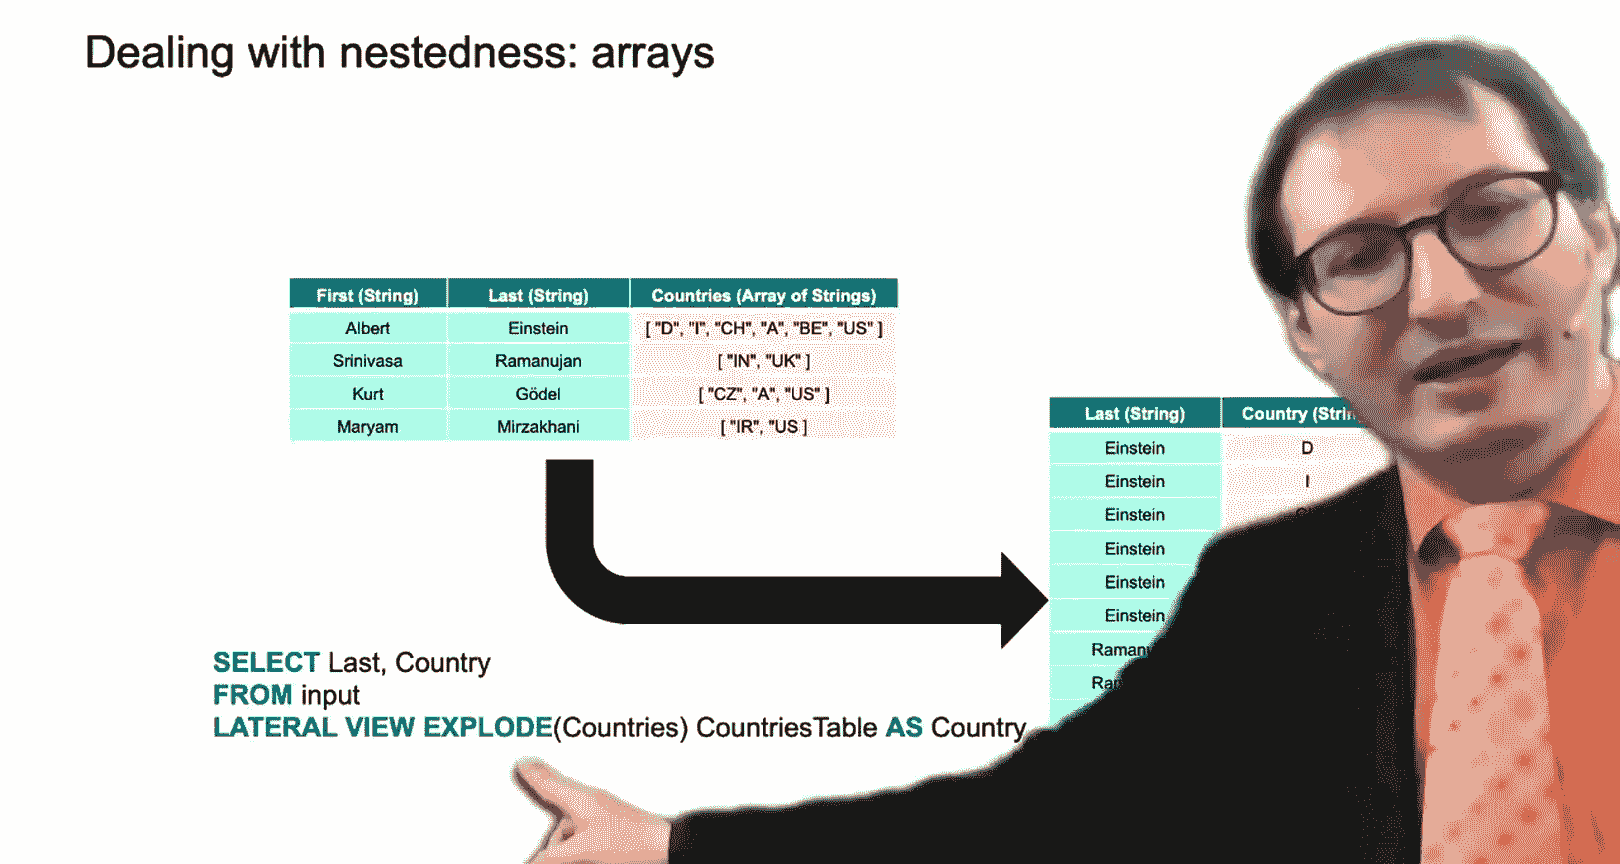 Dealing with nestedness: arrays
First (String) Last (String) Countries (Array of Strings)
Albert Einstein [ "D", "I", "CH", "A", "BE", "US" ]
Srinivasa Ramanujan [ "IN", "UK" ]
Kurt Gödel [ "CZ", "A", "US" ]
Maryam Mirzakhani [ "IR", "US ]
Last (String) Country
Einstein D
Einstein I
Einstein
Einstein
Einstein
Einstein
SELECT Last, Country
FROM input
LATERAL VIEW EXPLODE(Countries) CountriesTable AS Country